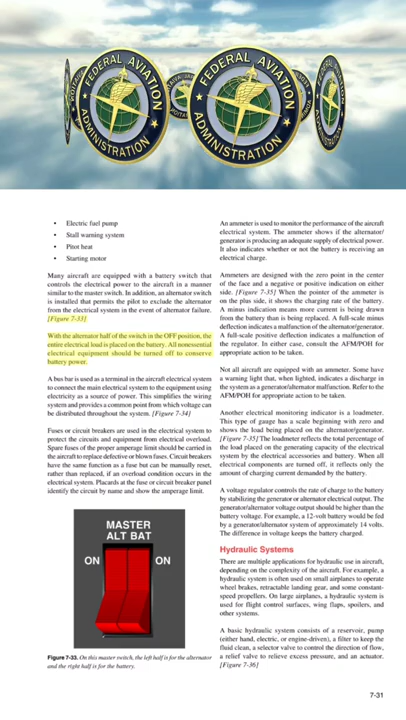 FEDERAL AVIATION
ADMINISTRATION
FEDERAL AVIATION
ADMINISTRATION
• Electric fuel pump
• Stall warning system
• Pitot heat
• Starting motor
Many aircraft are equipped with a battery switch that
controls the electrical power to the aircraft in a manner
similar to the master switch. In addition, an alternator switch
is installed that permits the pilot to exclude the alternator
from the electrical system in the event of alternator failure.
[Figure 7-33]
With the alternator half of the switch in the OFF position, the
entire electrical load is placed on the battery. All nonessential
electrical equipment should be turned off to conserve
battery power.
A bus bar is used as a terminal in the aircraft electrical system
to connect the main electrical system to the equipment using
electricity as a source of power. This simplifies the wiring
system and provides a common point from which voltage can
be distributed throughout the system. [Figure 7-34]
Fuses or circuit breakers are used in the electrical system to
protect the circuits and equipment from electrical overload.
Spare fuses of the proper amperage limit should be carried in
the aircraft to replace defective or blown fuses. Circuit breakers
have the same function as a fuse but can be manually reset,
rather than replaced, if an overload condition occurs in the
electrical system. Placards at the fuse or circuit breaker panel
identify the circuit by name and show the amperage limit.
MASTER
ALT BAT
ON ON
Figure 7-33. On this master switch, the left half is for the alternator
and the right half is for the battery.
An ammeter is used to monitor the performance of the aircraft
electrical system. The ammeter shows if the alternator/
generator is producing an adequate supply of electrical power.
It also indicates whether or not the battery is receiving an
electrical charge.
Ammeters are designed with the zero point in the center
of the face and a negative or positive indication on either
side. [Figure 7-35] When the pointer of the ammeter is
on the plus side, it shows the charging rate of the battery.
A minus indication means more current is being drawn
from the battery than is being replaced. A full-scale minus
deflection indicates a malfunction of the alternator/generator.
A full-scale positive deflection indicates a malfunction of
the regulator. In either case, consult the AFM/POH for
appropriate action to be taken.
Not all aircraft are equipped with an ammeter. Some have
a warning light that, when lighted, indicates a discharge in
the system as a generator/alternator malfunction. Refer to the
AFM/POH for appropriate action to be taken.
Another electrical monitoring indicator is a loadmeter.
This type of gauge has a scale beginning with zero and
shows the load being placed on the alternator/generator.
[Figure 7-35] The loadmeter reflects the total percentage of
the load placed on the generating capacity of the electrical
system by the electrical accessories and battery. When all
electrical components are turned off, it reflects only the
amount of charging current demanded by the battery.
A voltage regulator controls the rate of charge to the battery
by stabilizing the generator or alternator electrical output. The
generator/alternator voltage output should be higher than the
battery voltage. For example, a 12-volt battery would be fed
by a generator/alternator system of approximately 14 volts.
The difference in voltage keeps the battery charged.
Hydraulic Systems
There are multiple applications for hydraulic use in aircraft,
depending on the complexity of the aircraft. For example, a
hydraulic system is often used on small airplanes to operate
wheel brakes, retractable landing gear, and some constant-
speed propellers. On large airplanes, a hydraulic system is
used for flight control surfaces, wing flaps, spoilers, and
other systems.
A basic hydraulic system consists of a reservoir, pump
(either hand, electric, or engine-driven), a filter to keep the
fluid clean, a selector valve to control the direction of flow,
a relief valve to relieve excess pressure, and an actuator.
[Figure 7-36]
7-31